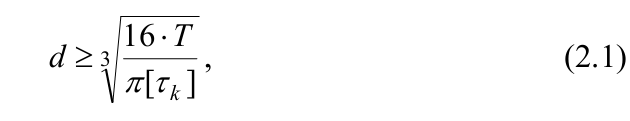 d ≥ ∛(16 · T / π[τ_k]), (2.1)